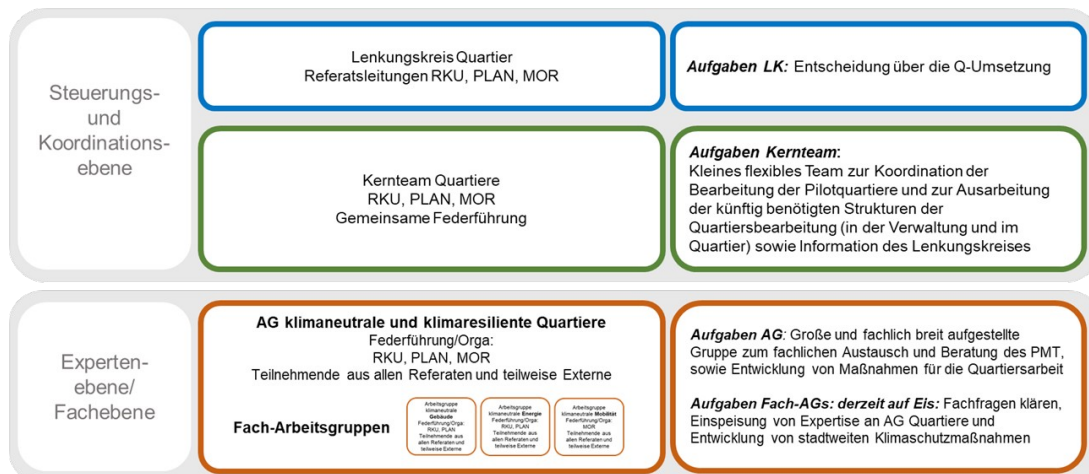 Steuerungs-
und
Koordinations-
ebene
Lenkungskreis Quartier
Referatsleitungen RKU, PLAN, MOR
Aufgaben LK: Entscheidung über die Q-Umsetzung
Kernteam Quartiere
RKU, PLAN, MOR
Gemeinsame Federführung
Aufgaben Kernteam:
Kleines flexibles Team zur Koordination der
Bearbeitung der Pilotquartiere und zur Ausarbeitung
der künftig benötigten Strukturen der
Quartiersbearbeitung (in der Verwaltung und im
Quartier) sowie Information des Lenkungskreises
Experten-
ebene/
Fachebene
AG klimaneutrale und klimaresiliente Quartiere
Federführung/Orga:
RKU, PLAN, MOR
Teilnehmende aus allen Referaten und teilweise Externe
Fach-Arbeitsgruppen
Arbeitsgruppe
klimaneutrale
Gebäude
Federführung/Orga:
RKU, PLAN
Teilnehmende aus
allen Referaten und
teilweise Externe
Arbeitsgruppe
klimaneutrale Energie
Federführung/Orga:
RKU, PLAN
Teilnehmende aus
allen Referaten und
teilweise Externe
Arbeitsgruppe
klimaneutrale Mobilität
Federführung/Orga:
MOR
Teilnehmende aus
allen Referaten und
teilweise Externe
Aufgaben AG: Große und fachlich breit aufgestellte
Gruppe zum fachlichen Austausch und Beratung des PMT,
sowie Entwicklung von Maßnahmen für die Quartiersarbeit
Aufgaben Fach-AGs: derzeit auf Eis: Fachfragen klären,
Einspeisung von Expertise an AG Quartiere und
Entwicklung von stadtweiten Klimaschutzmaßnahmen